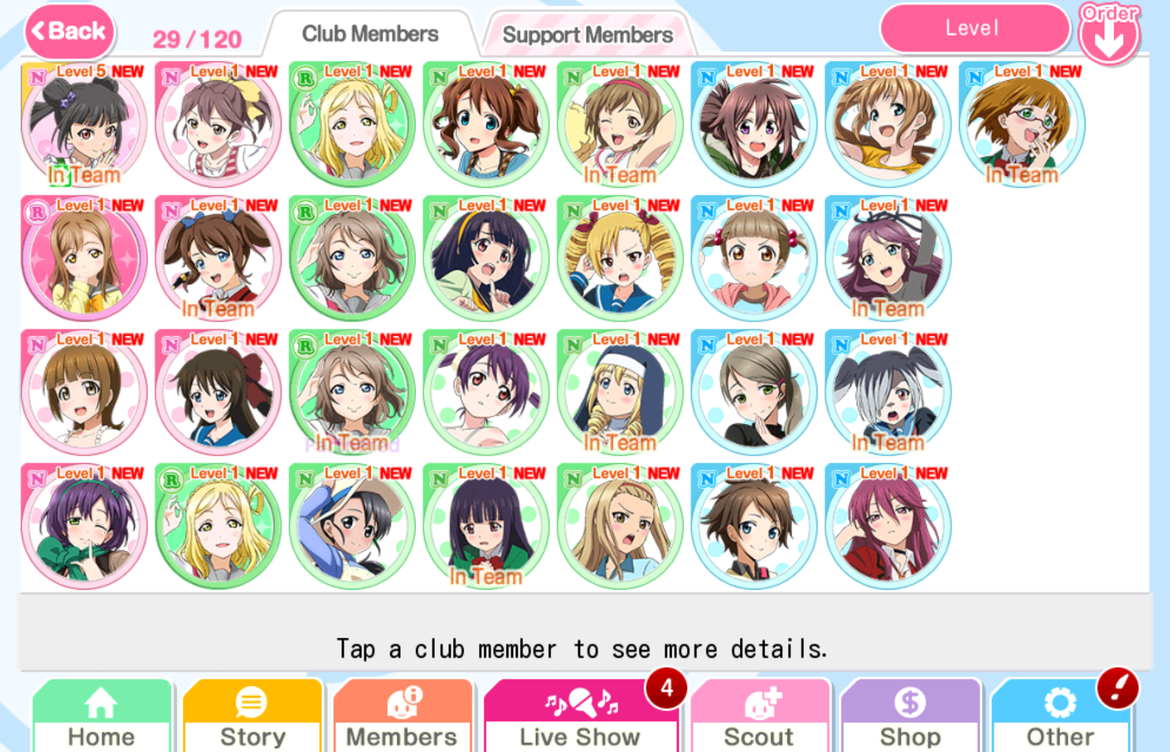 Back
29/120
Club Members
Support Members
Level
Order
N Level 5 NEW
In Team
N Level 1 NEW
R Level 1 NEW
N Level 1 NEW
N Level 1 NEW
In Team
N Level 1 NEW
N Level 1 NEW
N Level 1 NEW
In Team
R Level 1 NEW
N Level 1 NEW
In Team
R Level 1 NEW
N Level 1 NEW
N Level 1 NEW
N Level 1 NEW
N Level 1 NEW
In Team
N Level 1 NEW
N Level 1 NEW
R Level 1 NEW
In Team
N Level 1 NEW
N Level 1 NEW
In Team
N Level 1 NEW
N Level 1 NEW
In Team
N Level 1 NEW
R Level 1 NEW
N Level 1 NEW
N Level 1 NEW
In Team
N Level 1 NEW
N Level 1 NEW
N Level 1 NEW
Tap a club member to see more details.
4
!
Home
Story
Members
Live Show
Scout
Shop
Other